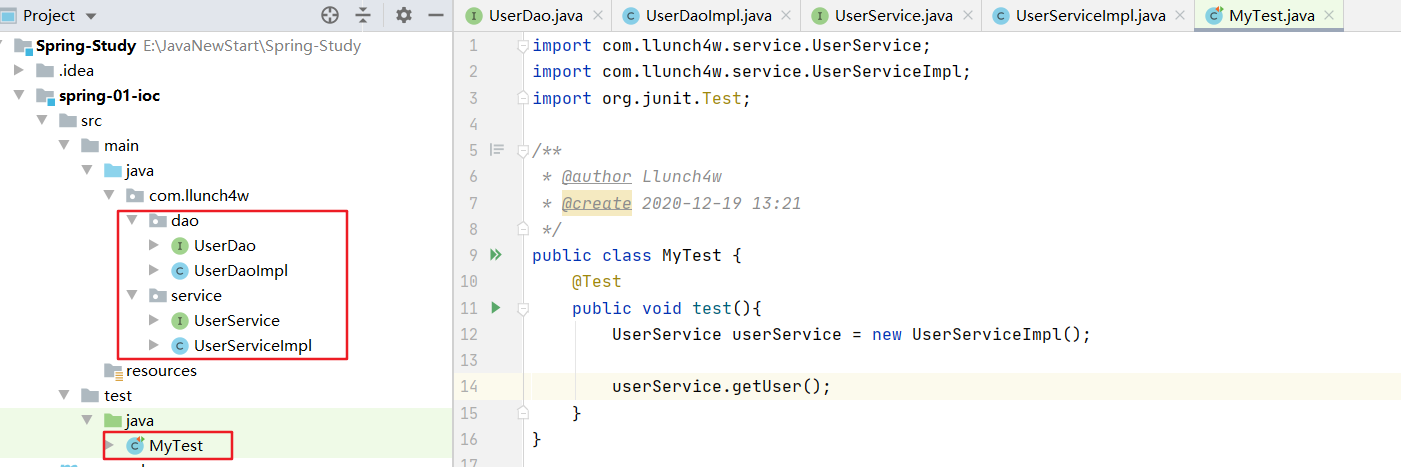 Project
Spring-Study E:\JavaNewStart\Spring-Study
.idea
spring-01-ioc
src
main
java
com.llunch4w
dao
UserDao
UserDaoImpl
service
UserService
UserServiceImpl
resources
test
java
MyTest
UserDao.java UserDaoImpl.java UserService.java UserServiceImpl.java MyTest.java
1 import com.llunch4w.service.UserService;
2 import com.llunch4w.service.UserServiceImpl;
3 import org.junit.Test;
4
5 /**
6 * @author Llunch4w
7 * @create 2020-12-19 13:21
8 */
9 public class MyTest {
10 @Test
11 public void test(){
12 UserService userService = new UserServiceImpl();
13
14 userService.getUser();
15 }
16 }